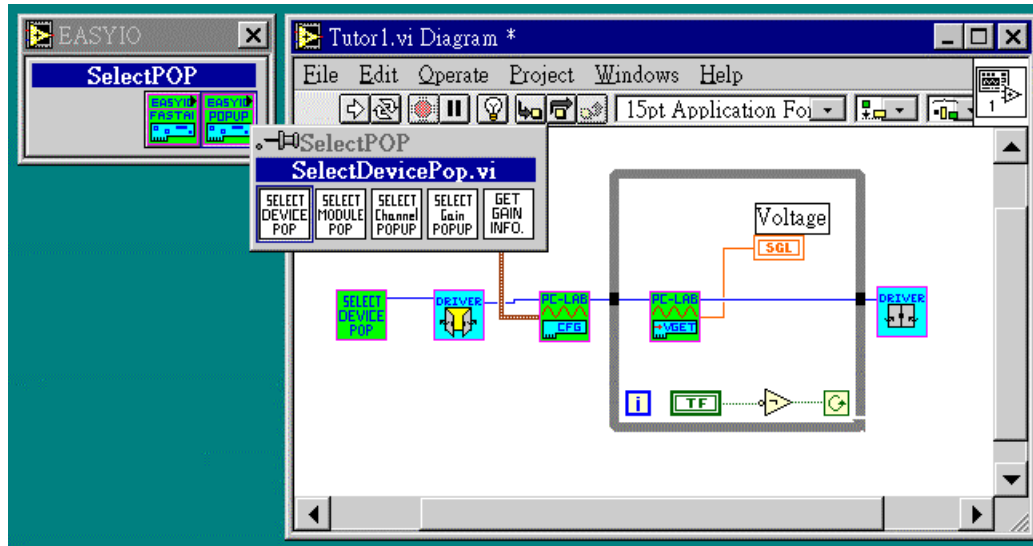 EASYIO
SelectPOP
EASYIO
FASTAI
EASYIO
POPUP
SelectPOP
SelectDevicePop.vi
SELECT
DEVICE
POP
SELECT
MODULE
POP
SELECT
Channel
POPUP
SELECT
Gain
POPUP
GET
GAIN
INFO.
Tutor1.vi Diagram *
File Edit Operate Project Windows Help
15pt Application Fo
1
Voltage
SGL
SELECT
DEVICE
POP
DRIVER
PC-LAB
CFG
PC-LAB
VGET
DRIVER
i
TF